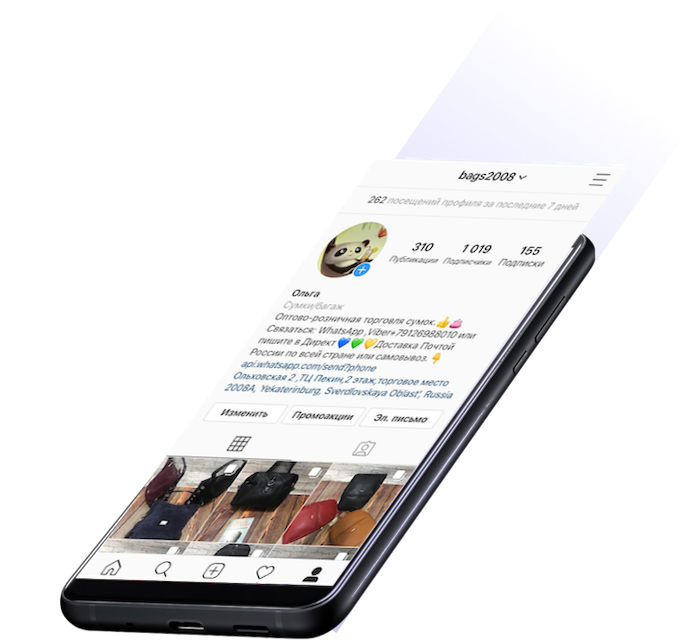 bags2008
262 посещений профиля за последние 7 дней
310 1 019 155
Публикации Подписчики Подписки
Ольга
Сумки/багаж
Оптово-розничная торговля сумок.👍👛
Связаться: WhatsApp ,Viber+79126988010 или
пишите в Директ 💙💚💛Доставка Почтой
России по всей стране или самовывоз.👇
api.whatsapp.com/send?phone
Ольховская 2 ,ТЦ Пекин,2 этаж,торговое место
2008А, Yekaterinburg, Sverdlovskaya Oblast', Russia
Изменить Промоакции Эл. письмо